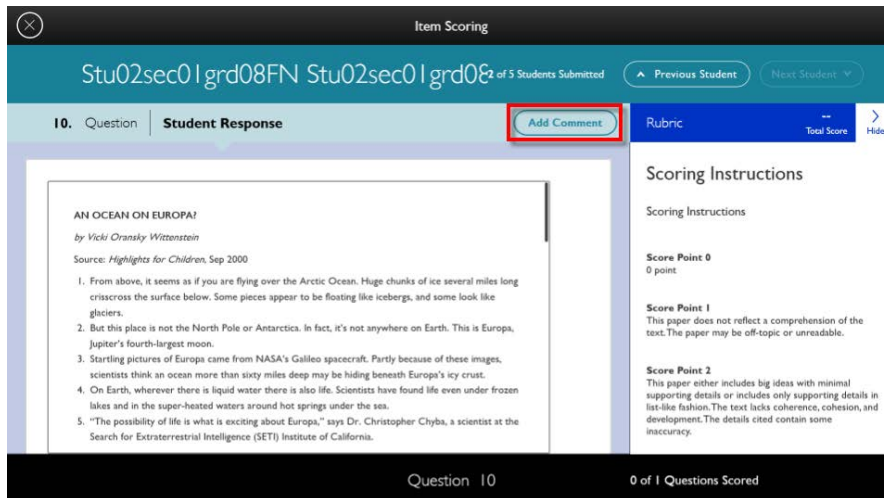 Item Scoring
Stu02sec01grd08FN Stu02sec01grd08 2 of 5 Students Submitted
Previous Student
Next Student
10. Question Student Response
Add Comment
Rubric
-- Total Score
Hide
AN OCEAN ON EUROPA?
by Vicki Oransky Wittenstein
Source: Highlights for Children, Sep 2000
1. From above, it seems as if you are flying over the Arctic Ocean. Huge chunks of ice several miles long
crisscross the surface below. Some pieces appear to be floating like icebergs, and some look like
glaciers.
2. But this place is not the North Pole or Antarctica. In fact, it's not anywhere on Earth. This is Europa,
Jupiter's fourth-largest moon.
3. Startling pictures of Europa came from NASA's Galileo spacecraft. Partly because of these images,
scientists think an ocean more than sixty miles deep may be hiding beneath Europa's icy crust.
4. On Earth, wherever there is liquid water there is also life. Scientists have found life even under frozen
lakes and in the super-heated waters around hot springs under the sea.
5. "The possibility of life is what is exciting about Europa," says Dr. Christopher Chyba, a scientist at the
Search for Extraterrestrial Intelligence (SETI) Institute of California.
Scoring Instructions
Scoring Instructions
Score Point 0
0 point
Score Point 1
This paper does not reflect a comprehension of the
text. The paper may be off-topic or unreadable.
Score Point 2
This paper either includes big ideas with minimal
supporting details or includes only supporting details in
list-like fashion. The text lacks coherence, cohesion, and
development. The details cited contain some
inaccuracy.
Question 10
0 of 1 Questions Scored